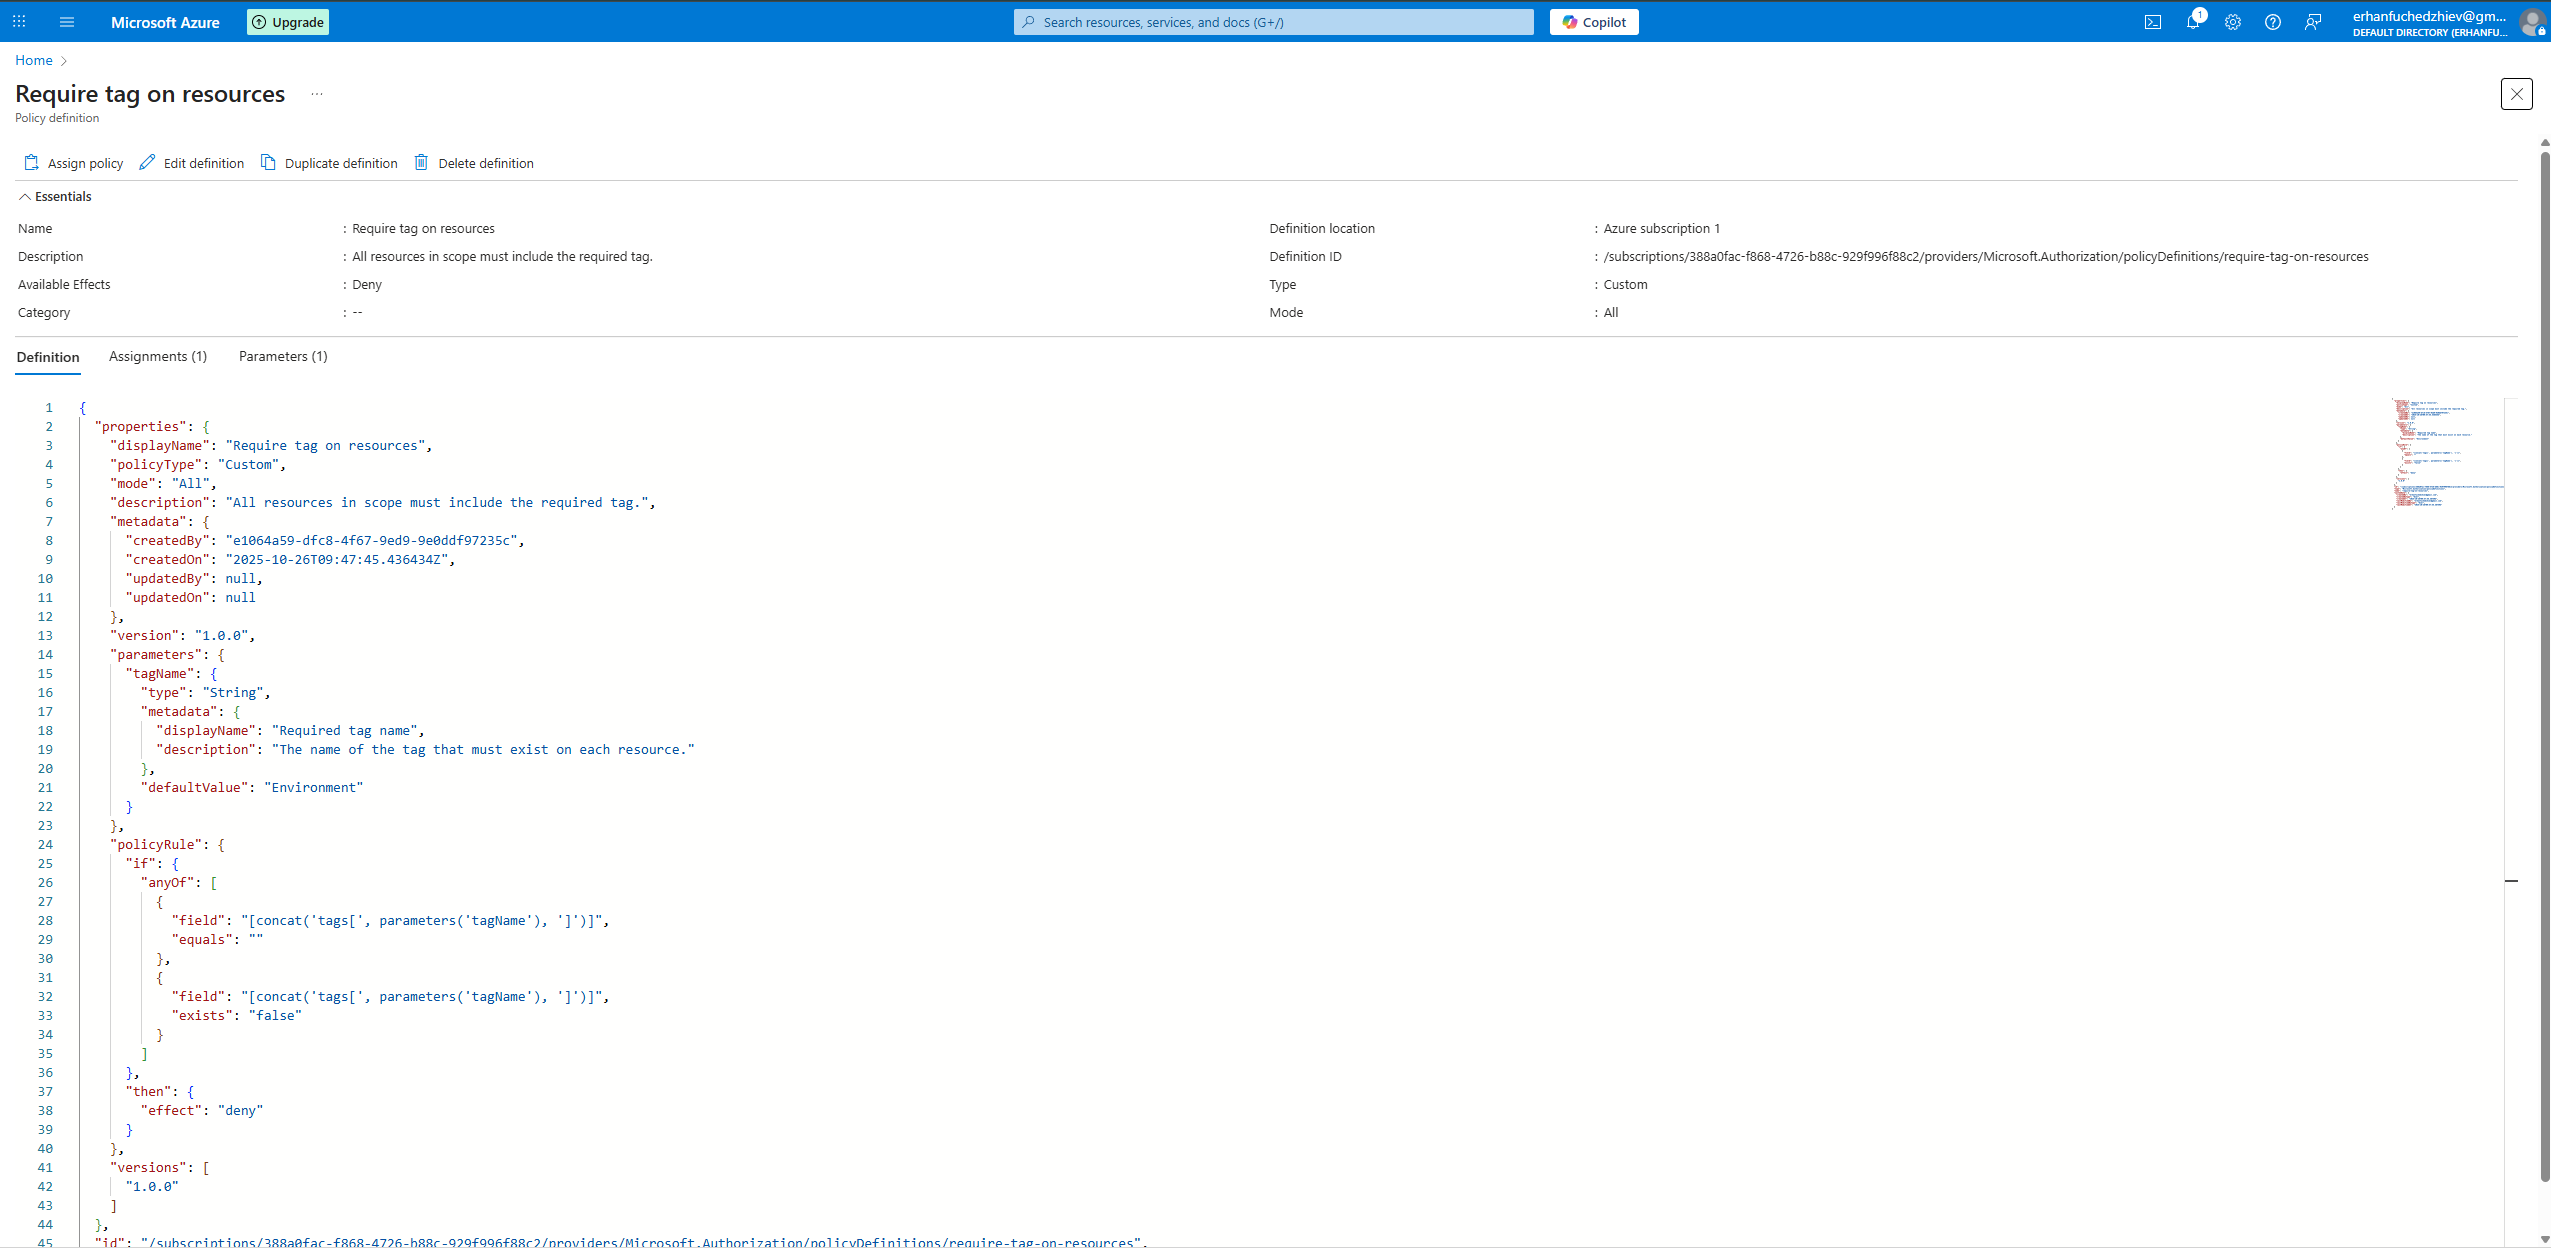 Microsoft Azure
Upgrade
Search resources, services, and docs (G+/)
Copilot
1
erhanfuchedzhiev@gm...
DEFAULT DIRECTORY (ERHANFU...
Home
Require tag on resources
...
Policy definition
Assign policy
Edit definition
Duplicate definition
Delete definition
Essentials
Name : Require tag on resources
Definition location : Azure subscription 1
Description : All resources in scope must include the required tag.
Definition ID : /subscriptions/388a0fac-f868-4726-b88c-929f996f88c2/providers/Microsoft.Authorization/policyDefinitions/require-tag-on-resources
Available Effects : Deny
Type : Custom
Category : --
Mode : All
Definition Assignments (1) Parameters (1)
1 {
2 "properties": {
3 "displayName": "Require tag on resources",
4 "policyType": "Custom",
5 "mode": "All",
6 "description": "All resources in scope must include the required tag.",
7 "metadata": {
8 "createdBy": "e1064a59-dfc8-4f67-9ed9-9e0ddf97235c",
9 "createdOn": "2025-10-26T09:47:45.436434Z",
10 "updatedBy": null,
11 "updatedOn": null
12 },
13 "version": "1.0.0",
14 "parameters": {
15 "tagName": {
16 "type": "String",
17 "metadata": {
18 "displayName": "Required tag name",
19 "description": "The name of the tag that must exist on each resource."
20 },
21 "defaultValue": "Environment"
22 }
23 },
24 "policyRule": {
25 "if": {
26 "anyOf": [
27 {
28 "field": "[concat('tags[', parameters('tagName'), ']')]",
29 "equals": ""
30 },
31 {
32 "field": "[concat('tags[', parameters('tagName'), ']')]",
33 "exists": "false"
34 }
35 ]
36 },
37 "then": {
38 "effect": "deny"
39 }
40 },
41 "versions": [
42 "1.0.0"
43 ]
44 },
45 "id": "/subscriptions/388a0fac-f868-4726-b88c-929f996f88c2/providers/Microsoft.Authorization/policyDefinitions/require-tag-on-resources",